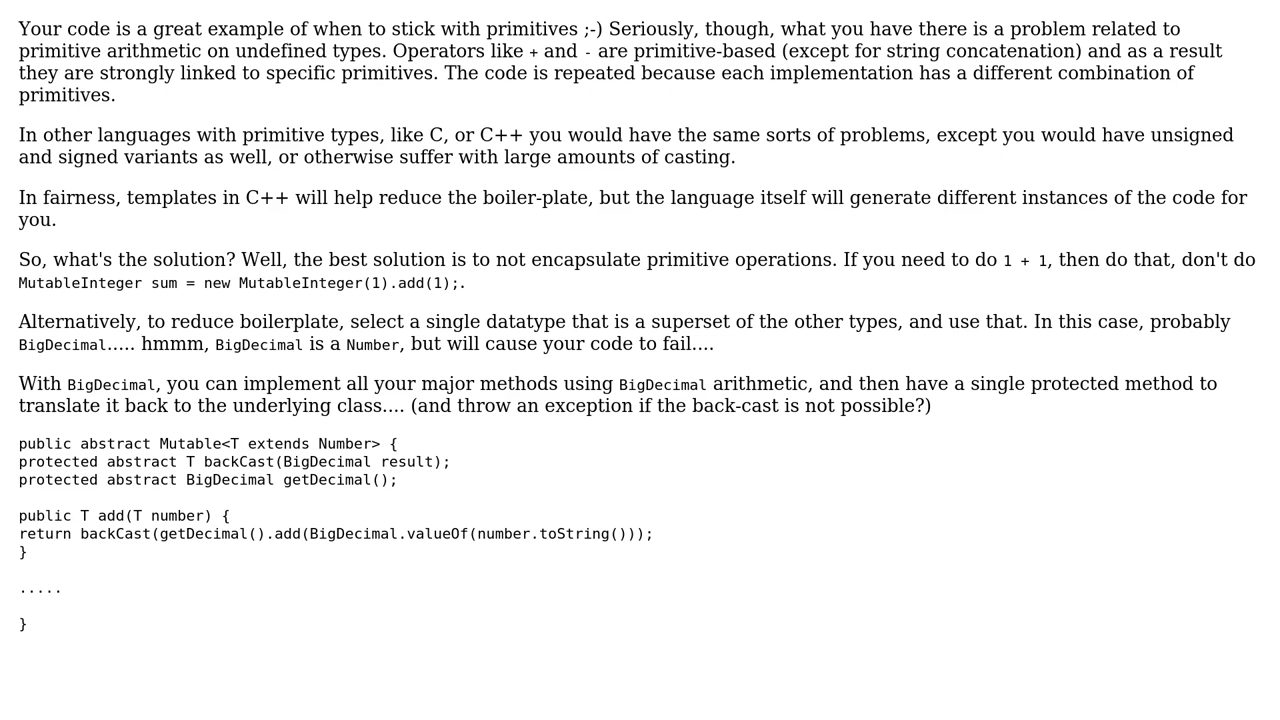 Your code is a great example of when to stick with primitives ;-) Seriously, though, what you have there is a problem related to
primitive arithmetic on undefined types. Operators like + and - are primitive-based (except for string concatenation) and as a result
they are strongly linked to specific primitives. The code is repeated because each implementation has a different combination of
primitives.
In other languages with primitive types, like C, or C++ you would have the same sorts of problems, except you would have unsigned
and signed variants as well, or otherwise suffer with large amounts of casting.
In fairness, templates in C++ will help reduce the boiler-plate, but the language itself will generate different instances of the code for
you.
So, what's the solution? Well, the best solution is to not encapsulate primitive operations. If you need to do 1 + 1, then do that, don't do
MutableInteger sum = new MutableInteger(1).add(1);.
Alternatively, to reduce boilerplate, select a single datatype that is a superset of the other types, and use that. In this case, probably
BigDecimal..... hmmm, BigDecimal is a Number, but will cause your code to fail....
With BigDecimal, you can implement all your major methods using BigDecimal arithmetic, and then have a single protected method to
translate it back to the underlying class.... (and throw an exception if the back-cast is not possible?)
public abstract Mutable<T extends Number> {
protected abstract T backCast(BigDecimal result);
protected abstract BigDecimal getDecimal();
public T add(T number) {
return backCast(getDecimal().add(BigDecimal.valueOf(number.toString()));
}
.....
}